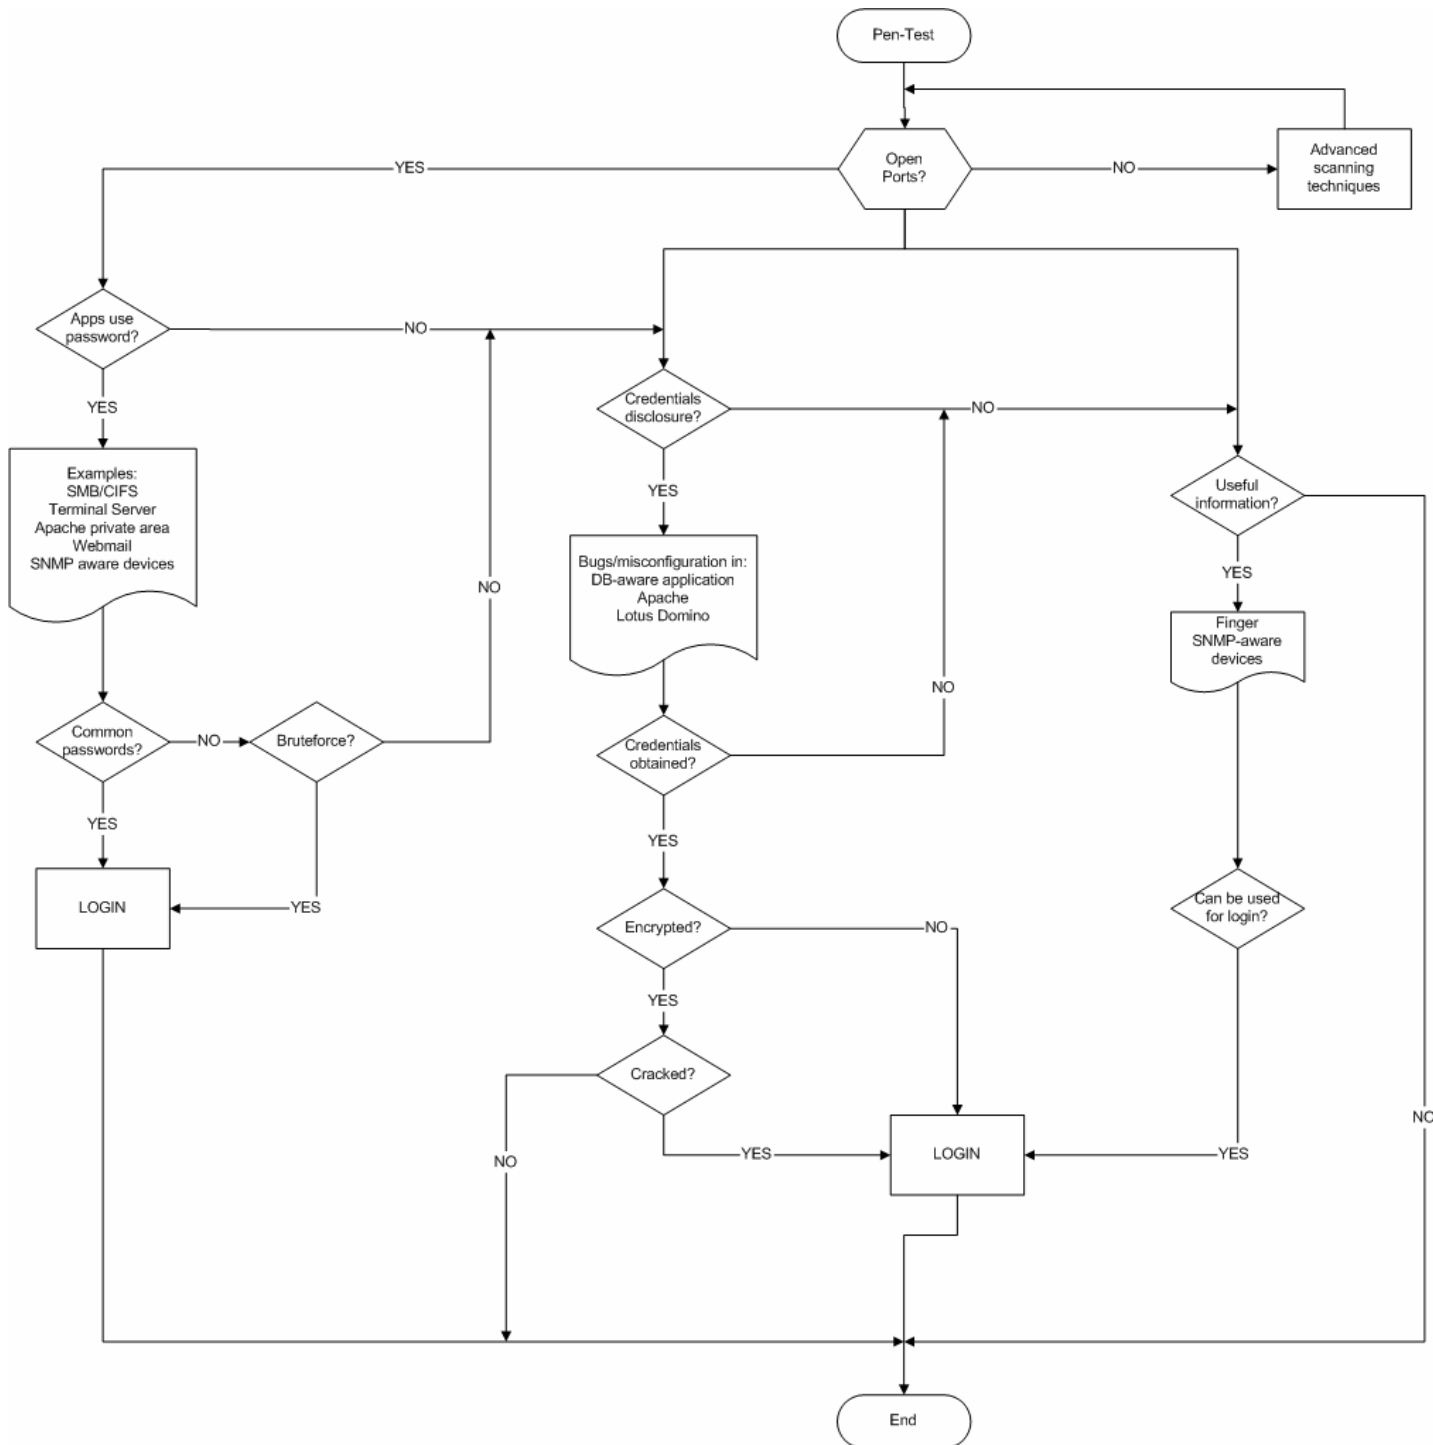 Pen-Test
Open
Ports?
YES
NO
Advanced
scanning
techniques
Apps use
password?
NO
YES
Credentials
disclosure?
NO
Examples:
SMB/CIFS
Terminal Server
Apache private area
Webmail
SNMP aware devices
YES
Useful
information?
Bugs/misconfiguration in:
DB-aware application
Apache
Lotus Domino
NO
YES
Finger
SNMP-aware
devices
NO
Common
passwords?
NO
Bruteforce?
Credentials
obtained?
YES
YES
LOGIN
YES
Encrypted?
NO
Can be used
for login?
YES
Cracked?
NO
NO
YES
LOGIN
YES
End